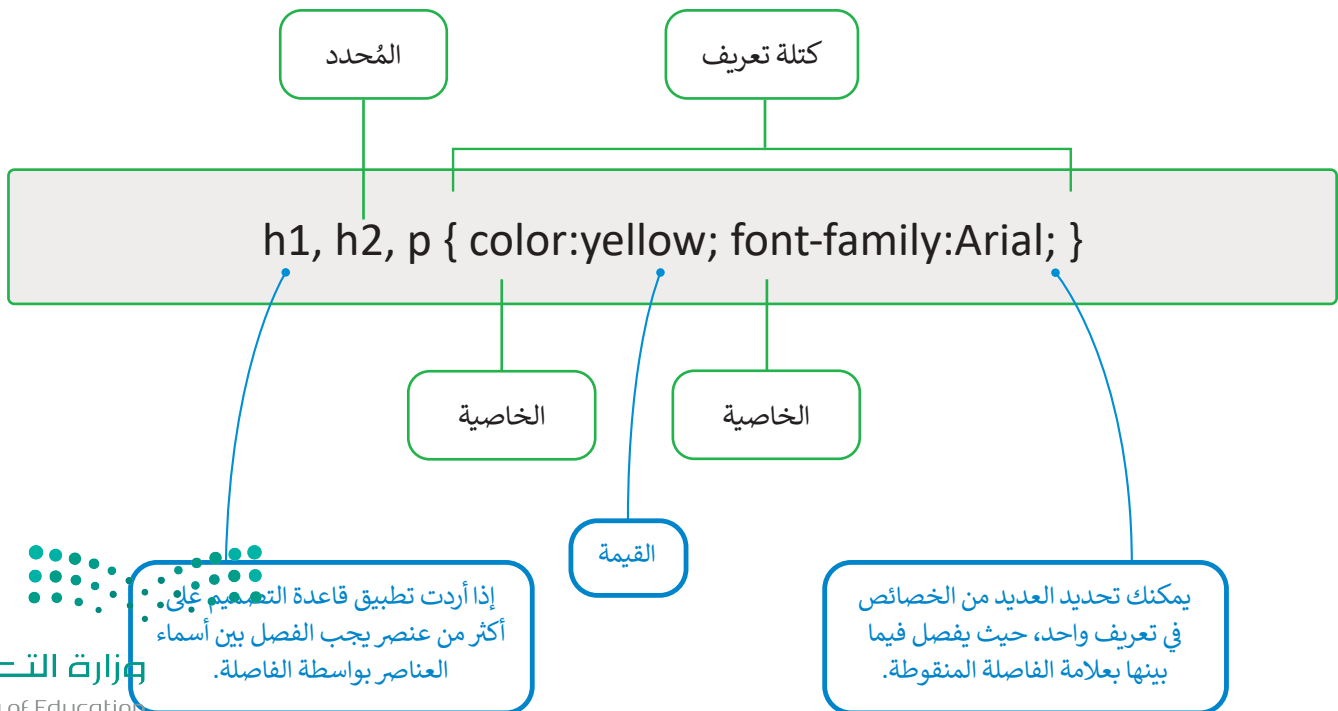 المُحدد
كتلة تعريف
h1, h2, p { color:yellow; font-family:Arial; }
الخاصية
الخاصية
القيمة
إذا أردت تطبيق قاعدة التصميم على
أكثر من عنصر يجب الفصل بين أسماء
العناصر بواسطة الفاصلة.
يمكنك تحديد العديد من الخصائص
في تعريف واحد، حيث يفصل فيما
بينها بعلامة الفاصلة المنقوطة.
وزارة
of Education